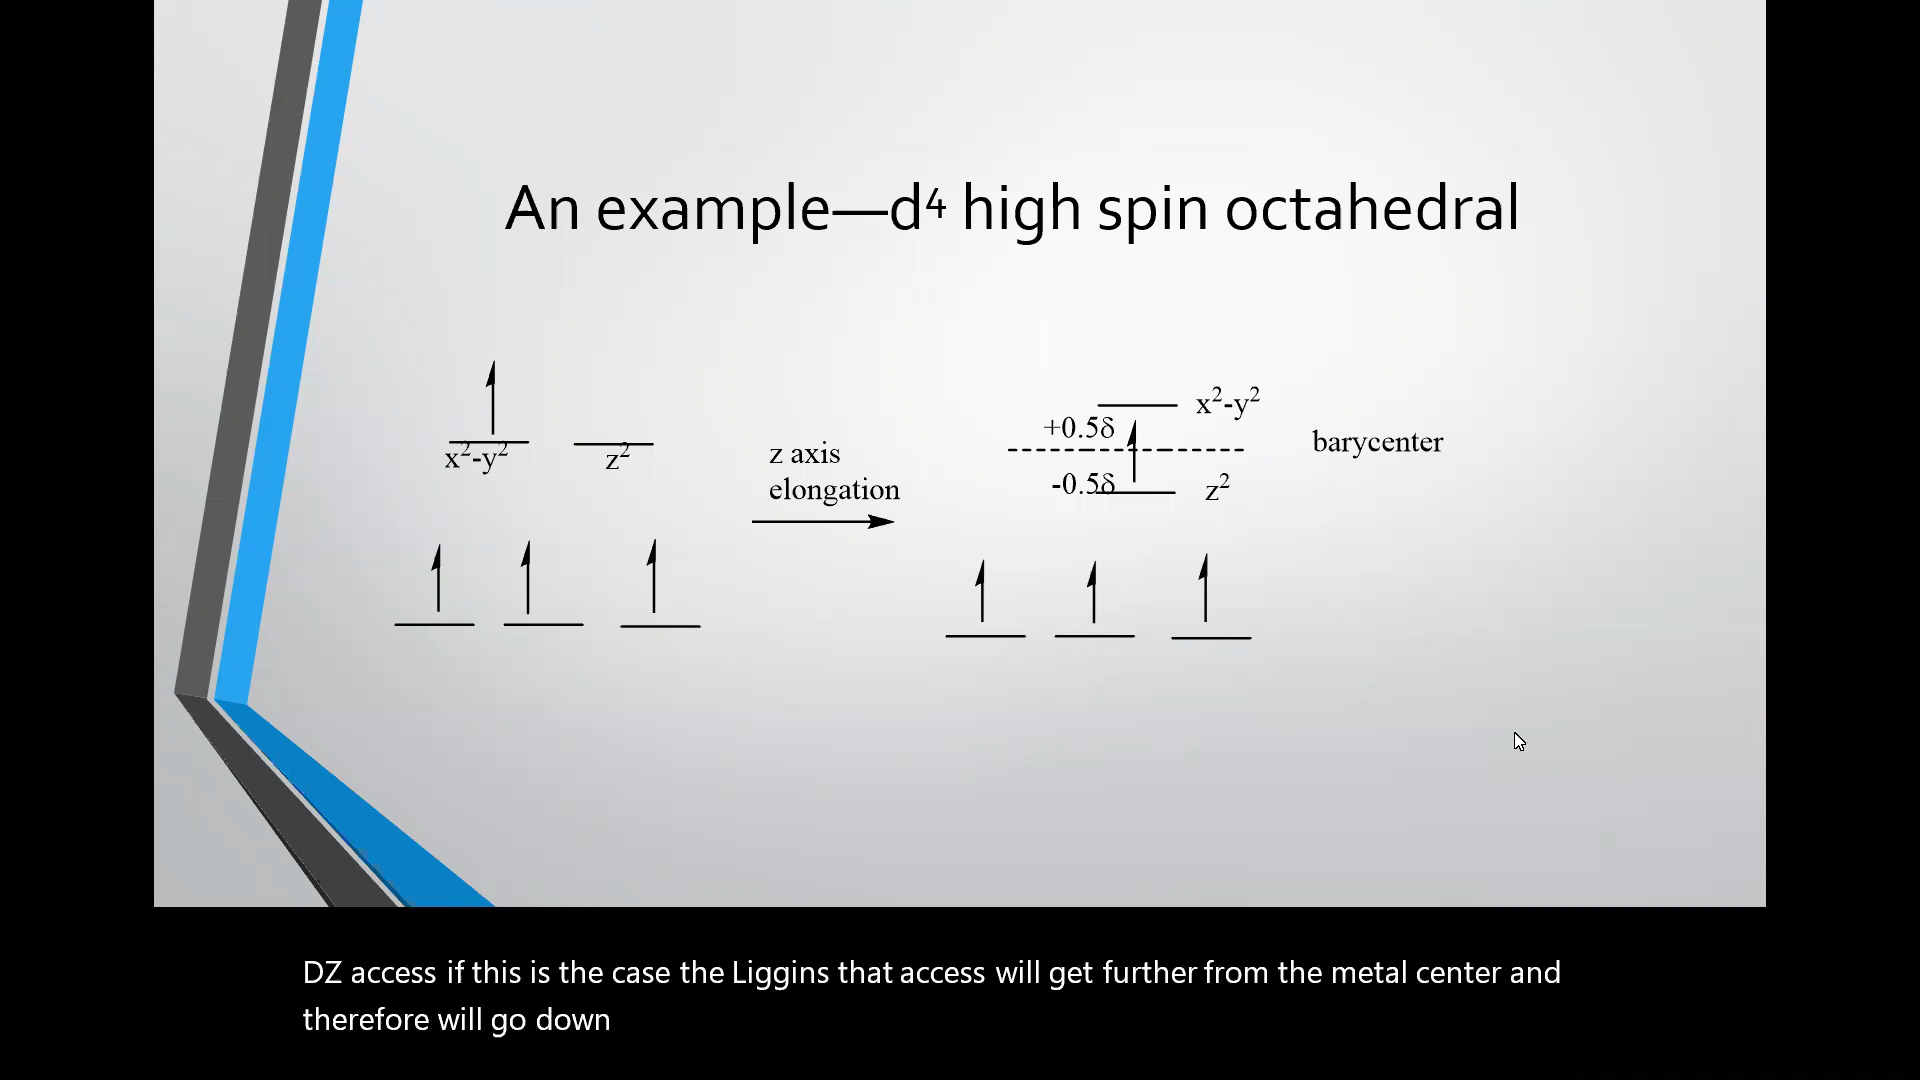 An example—d⁴ high spin octahedral
x²-y²
z²
z axis
elongation
x²-y²
+0.5δ
barycenter
-0.5δ
z²
DZ access if this is the case the Liggins that access will get further from the metal center and
therefore will go down